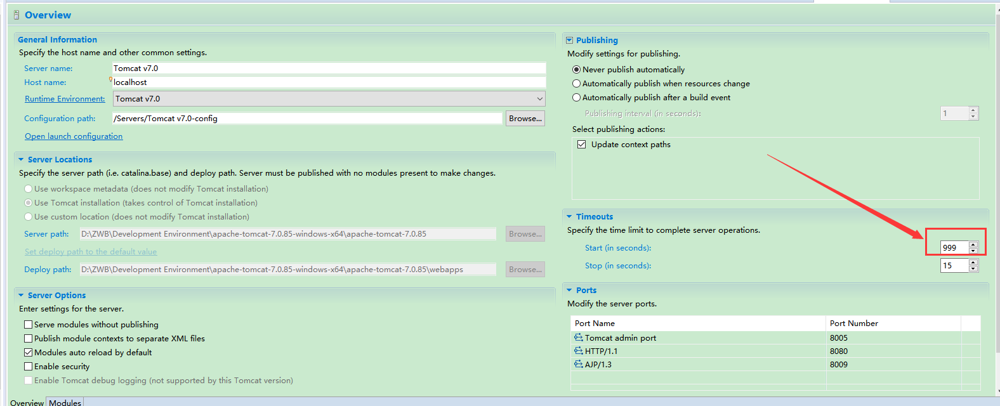 Overview
General Information
Specify the host name and other common settings.
Server name: Tomcat v7.0
Host name: localhost
Runtime Environment: Tomcat v7.0
Configuration path: /Servers/Tomcat v7.0-config Browse...
Open launch configuration
Server Locations
Specify the server path (i.e. catalina.base) and deploy path. Server must be published with no modules present to make changes.
Use workspace metadata (does not modify Tomcat installation)
Use Tomcat installation (takes control of Tomcat installation)
Use custom location (does not modify Tomcat installation)
Server path: D:\ZWB\Development Environment\apache-tomcat-7.0.85-windows-x64\apache-tomcat-7.0.85 Browse...
Set deploy path to the default value
Deploy path: D:\ZWB\Development Environment\apache-tomcat-7.0.85-windows-x64\apache-tomcat-7.0.85\webapps Browse...
Server Options
Enter settings for the server.
Serve modules without publishing
Publish module contexts to separate XML files
Modules auto reload by default
Enable security
Enable Tomcat debug logging (not supported by this Tomcat version)
Publishing
Modify settings for publishing.
Never publish automatically
Automatically publish when resources change
Automatically publish after a build event
Publishing interval (in seconds): 1
Select publishing actions:
Update context paths
Timeouts
Specify the time limit to complete server operations.
Start (in seconds): 999
Stop (in seconds): 15
Ports
Modify the server ports.
Port Name Port Number
Tomcat admin port 8005
HTTP/1.1 8080
AJP/1.3 8009
Overview Modules